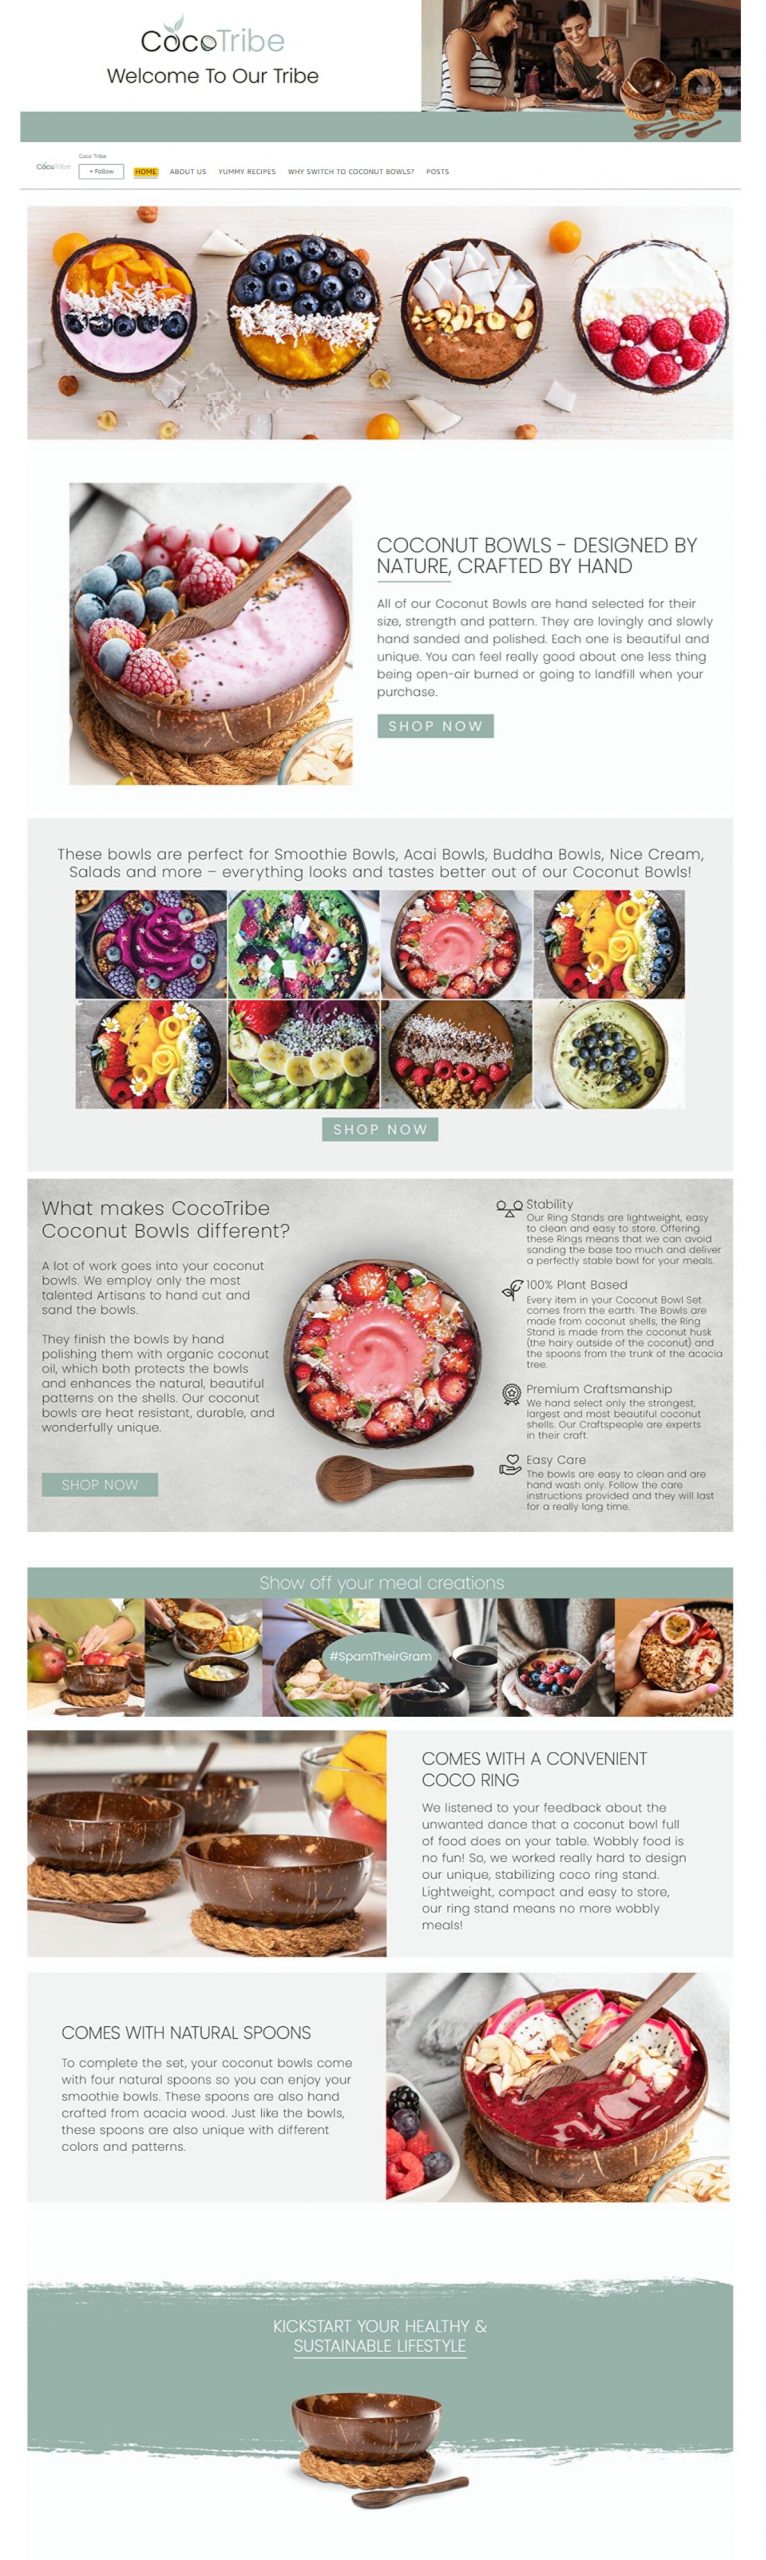 CocoTribe
Welcome To Our Tribe
CocoTribe
Coco Tribe
+ Follow
HOME
ABOUT US
YUMMY RECIPES
WHY SWITCH TO COCONUT BOWLS?
POSTS
COCONUT BOWLS - DESIGNED BY
NATURE, CRAFTED BY HAND
All of our Coconut Bowls are hand selected for their
size, strength and pattern. They are lovingly and slowly
hand sanded and polished. Each one is beautiful and
unique. You can feel really good about one less thing
being open-air burned or going to landfill when your
purchase.
SHOP NOW
These bowls are perfect for Smoothie Bowls, Acai Bowls, Buddha Bowls, Nice Cream,
Salads and more – everything looks and tastes better out of our Coconut Bowls!
SHOP NOW
What makes CocoTribe
Coconut Bowls different?
A lot of work goes into your coconut
bowls. We employ only the most
talented Artisans to hand cut and
sand the bowls.
They finish the bowls by hand
polishing them with organic coconut
oil, which both protects the bowls
and enhances the natural, beautiful
patterns on the shells. Our coconut
bowls are heat resistant, durable, and
wonderfully unique.
SHOP NOW
Stability
Our Ring Stands are lightweight, easy
to clean and easy to store. Offering
these Rings means that we can avoid
sanding the base too much and deliver
a perfectly stable bowl for your meals.
100% Plant Based
Every item in your Coconut Bowl Set
comes from the earth. The Bowls are
made from coconut shells, the Ring
Stand is made from the coconut husk
(the hairy outside of the coconut) and
the spoons from the trunk of the acacia
tree.
Premium Craftsmanship
We hand select only the strongest,
largest and most beautiful coconut
shells. Our Craftspeople are experts
in their craft.
Easy Care
The bowls are easy to clean and are
hand wash only. Follow the care
instructions provided and they will last
for a really long time.
Show off your meal creations
#SpamTheirGram
COMES WITH A CONVENIENT
COCO RING
We listened to your feedback about the
unwanted dance that a coconut bowl full
of food does on your table. Wobbly food is
no fun! So, we worked really hard to design
our unique, stabilizing coco ring stand.
Lightweight, compact and easy to store,
our ring stand means no more wobbly
meals!
COMES WITH NATURAL SPOONS
To complete the set, your coconut bowls come
with four natural spoons so you can enjoy your
smoothie bowls. These spoons are also hand
crafted from acacia wood. Just like the bowls,
these spoons are also unique with different
colors and patterns.
KICKSTART YOUR HEALTHY &
SUSTAINABLE LIFESTYLE